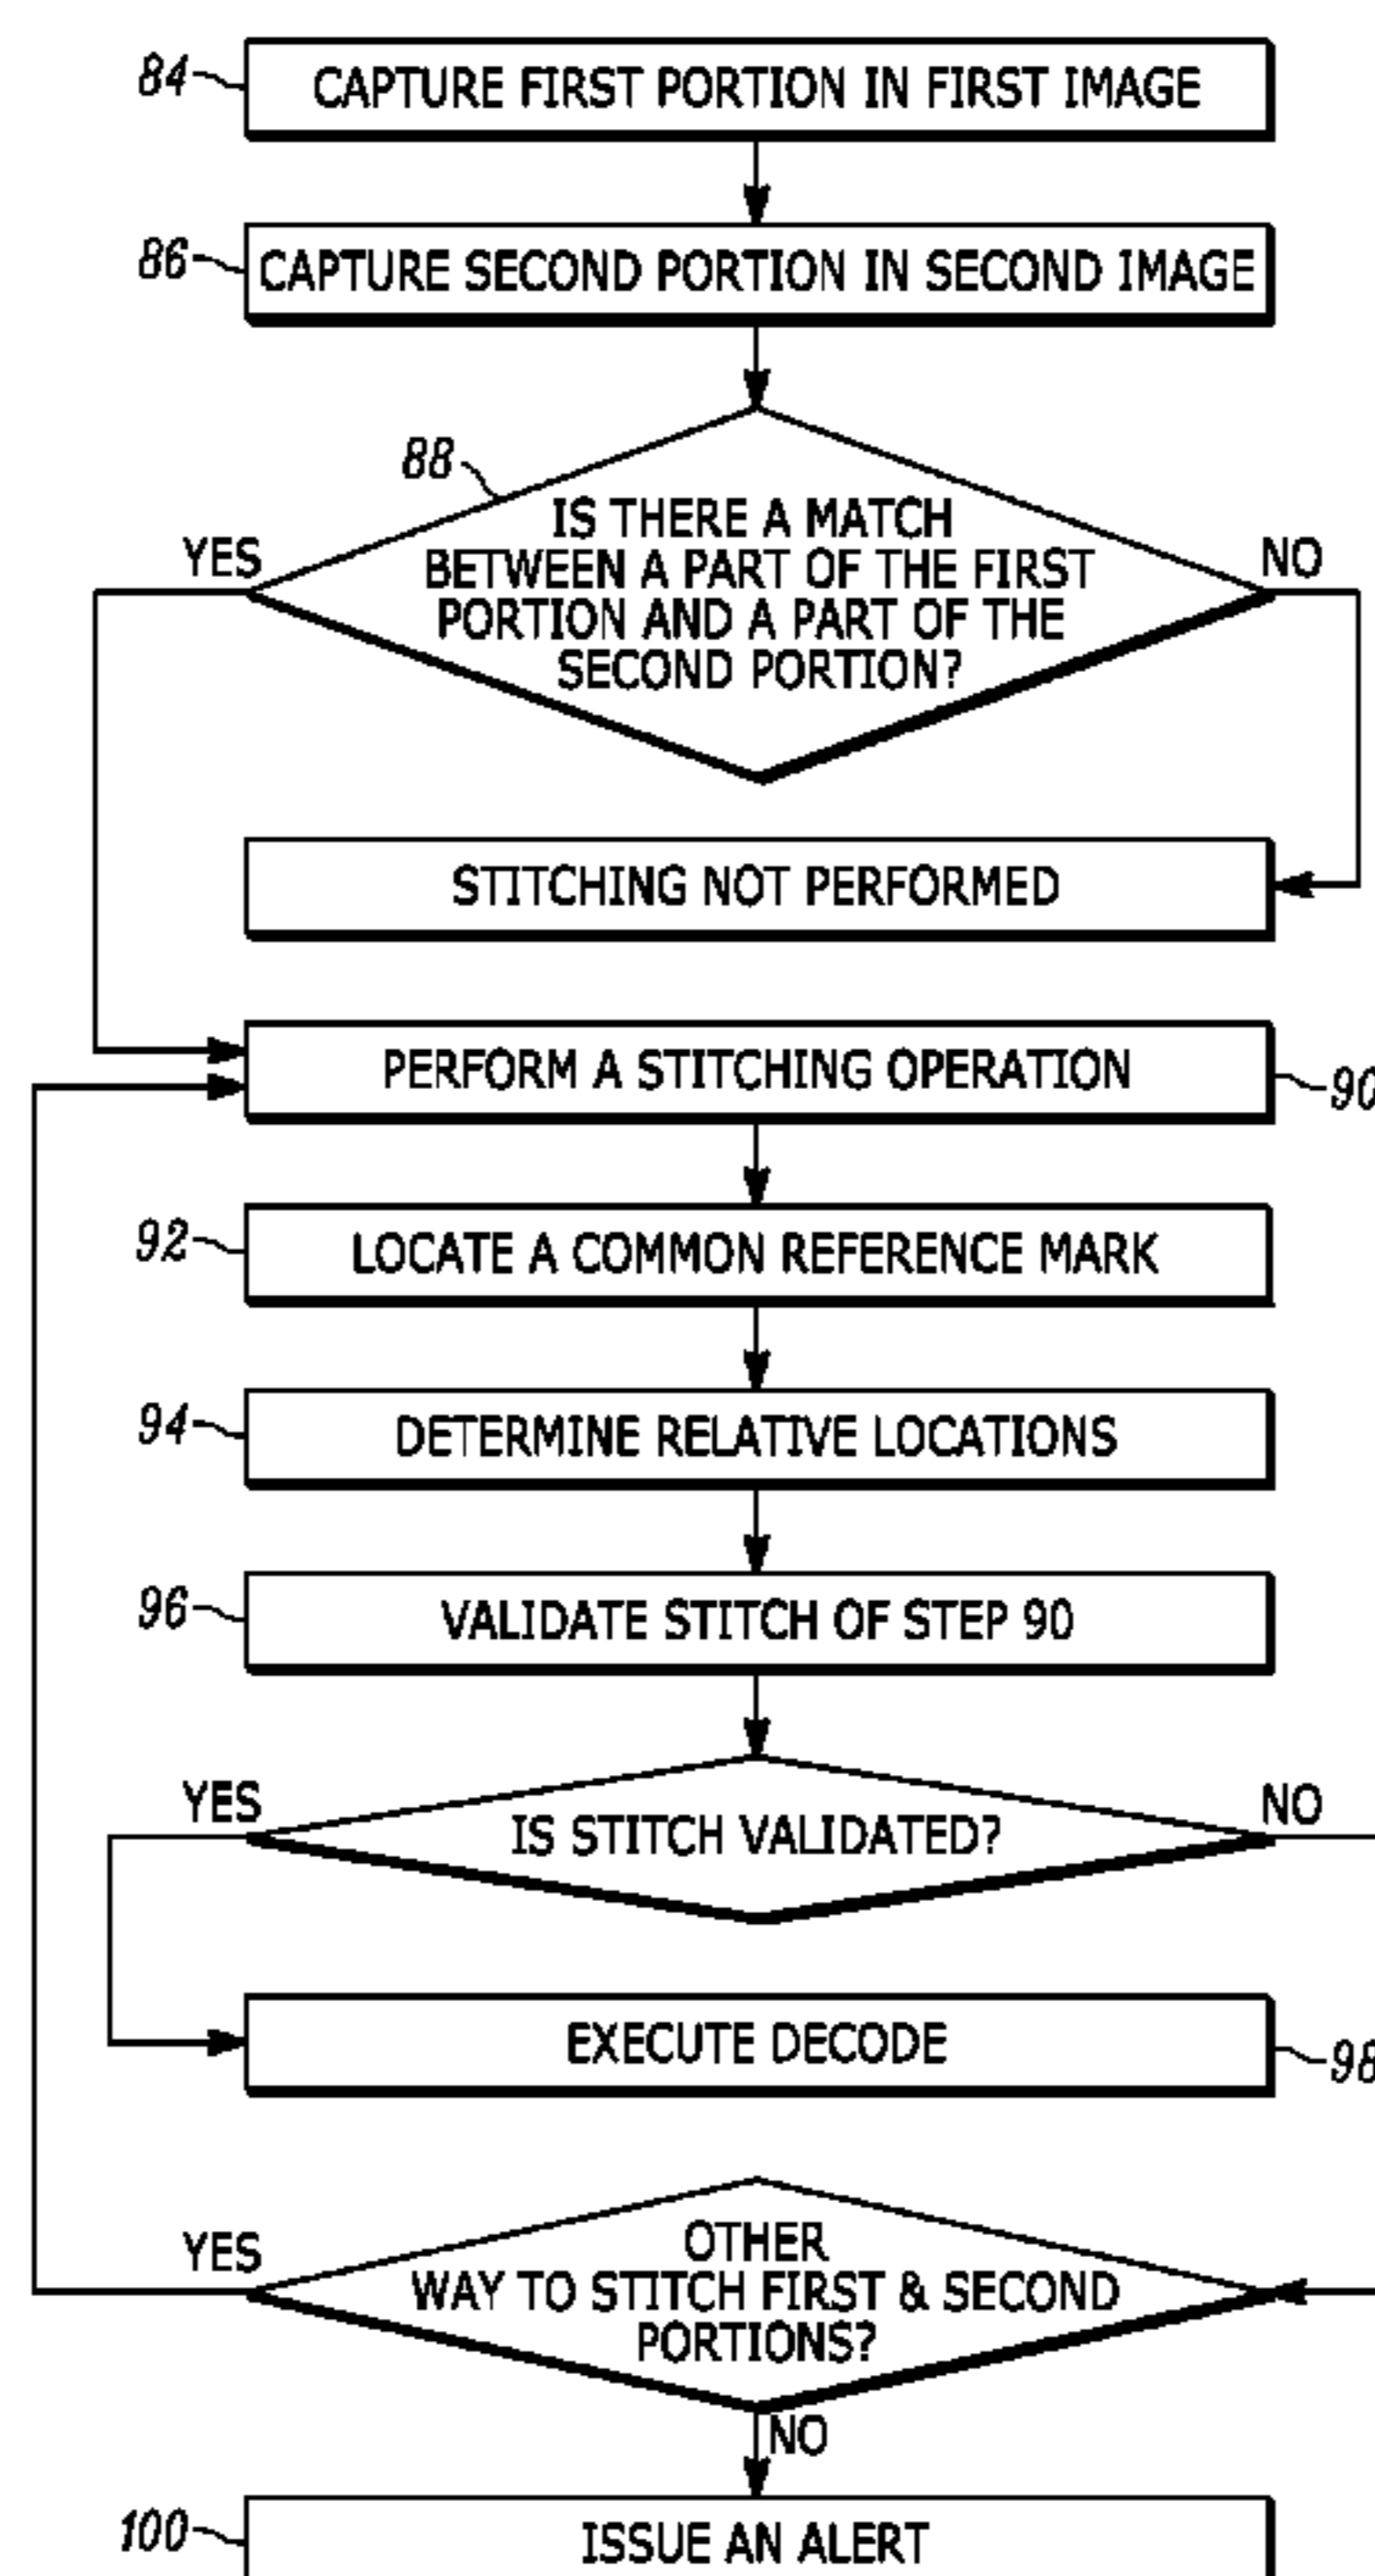 84
CAPTURE FIRST PORTION IN FIRST IMAGE
86
CAPTURE SECOND PORTION IN SECOND IMAGE
88
IS THERE A MATCH
BETWEEN A PART OF THE FIRST
PORTION AND A PART OF THE
SECOND PORTION?
YES
NO
STITCHING NOT PERFORMED
PERFORM A STITCHING OPERATION
90
92
LOCATE A COMMON REFERENCE MARK
94
DETERMINE RELATIVE LOCATIONS
96
VALIDATE STITCH OF STEP 90
YES
NO
IS STITCH VALIDATED?
EXECUTE DECODE
98
YES
OTHER
WAY TO STITCH FIRST & SECOND
PORTIONS?
NO
100
ISSUE AN ALERT